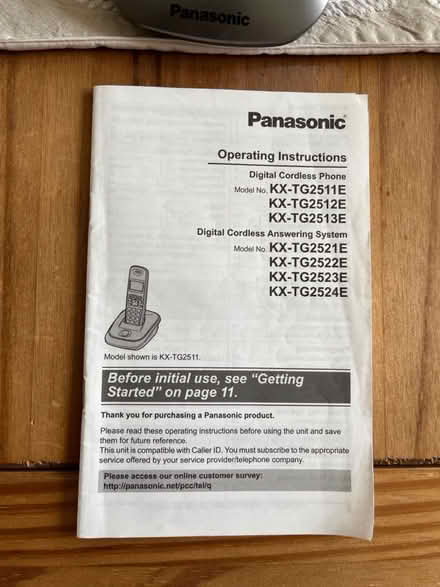 Panasonic
Panasonic
Operating Instructions
Digital Cordless Phone
Model No. KX-TG2511E
KX-TG2512E
KX-TG2513E
Digital Cordless Answering System
Model No. KX-TG2521E
KX-TG2522E
KX-TG2523E
KX-TG2524E
Model shown is KX-TG2511.
Before initial use, see “Getting
Started” on page 11.
Thank you for purchasing a Panasonic product.
Please read these operating instructions before using the unit and save
them for future reference.
This unit is compatible with Caller ID. You must subscribe to the appropriate
service offered by your service provider/telephone company.
Please access our online customer survey:
http://panasonic.net/pcc/tel/q